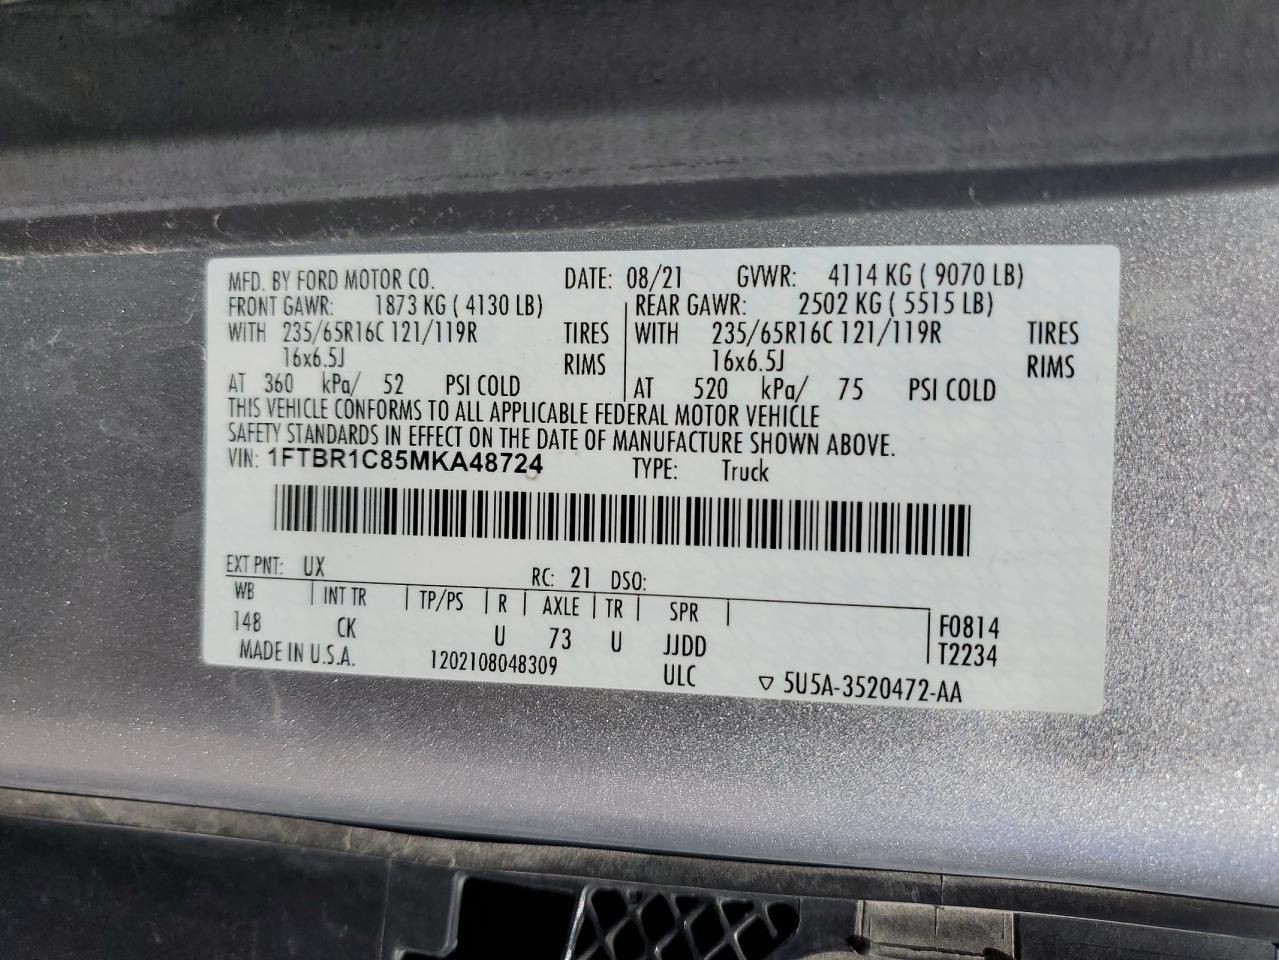 MFD. BY FORD MOTOR CO. DATE: 08/21 GVWR: 4114 KG ( 9070 LB)
FRONT GAWR: 1873 KG ( 4130 LB) REAR GAWR: 2502 KG ( 5515 LB)
WITH 235/65R16C 121/119R TIRES WITH 235/65R16C 121/119R TIRES
16x6.5J RIMS 16x6.5J RIMS
AT 360 kPa/ 52 PSI COLD AT 520 kPa/ 75 PSI COLD
THIS VEHICLE CONFORMS TO ALL APPLICABLE FEDERAL MOTOR VEHICLE
SAFETY STANDARDS IN EFFECT ON THE DATE OF MANUFACTURE SHOWN ABOVE.
VIN: 1FTBR1C85MKA48724 TYPE: Truck
EXT PNT: UX RC: 21 DSO:
WB INT TR TP/PS R AXLE TR SPR F0814
148 CK U 73 U JJDD T2234
MADE IN U.S.A. 1202108048309 ULC ▽ 5U5A-3520472-AA